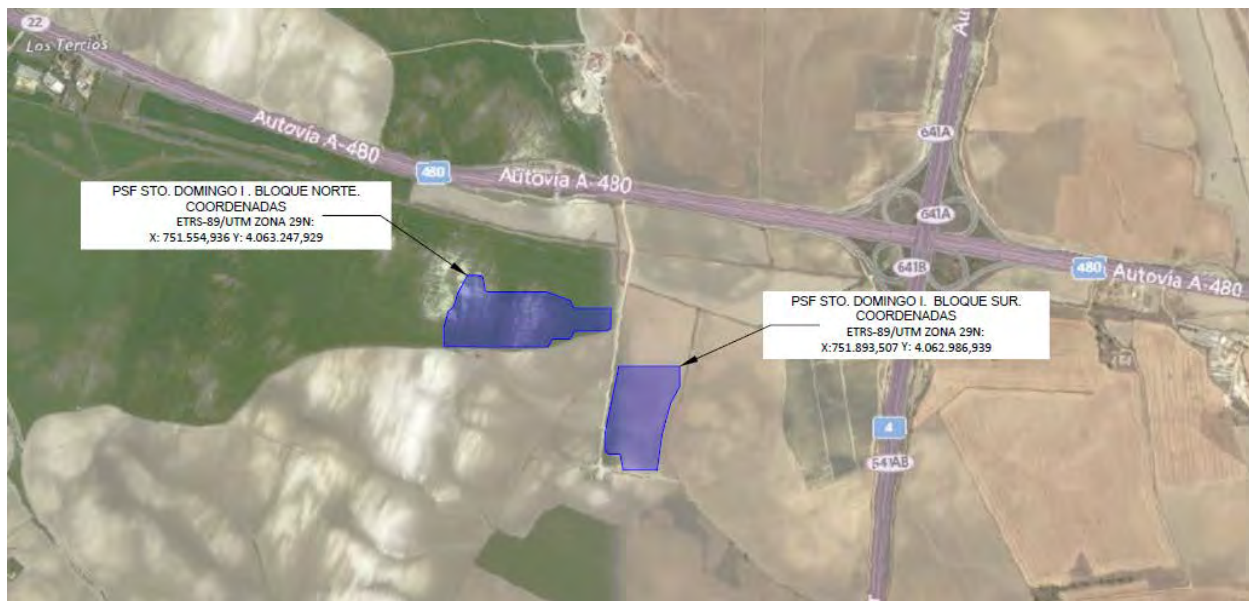 22
Los Tercios
Autovía A-480
480
Autovía A-480
641A
641A
641B
480
Autovía A-480
PSF STO. DOMINGO I . BLOQUE NORTE.
COORDENADAS
ETRS-89/UTM ZONA 29N:
X: 751.554,936 Y: 4.063.247,929
PSF STO. DOMINGO I. BLOQUE SUR.
COORDENADAS
ETRS-89/UTM ZONA 29N:
X:751.893,507 Y: 4.062.986,939
4
641AB